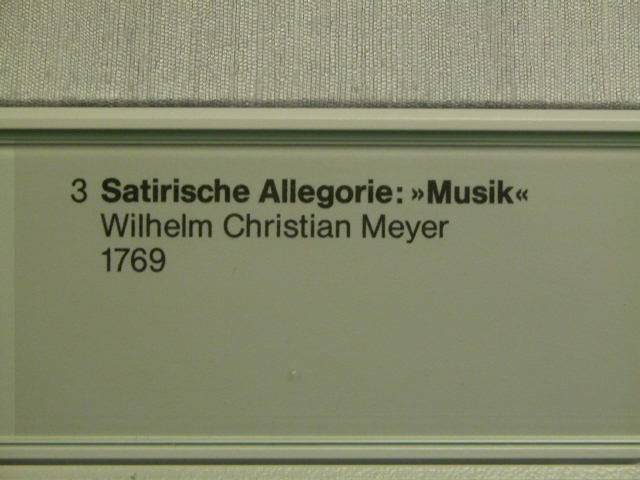 3 Satirische Allegorie: »Musik«
Wilhelm Christian Meyer
1769